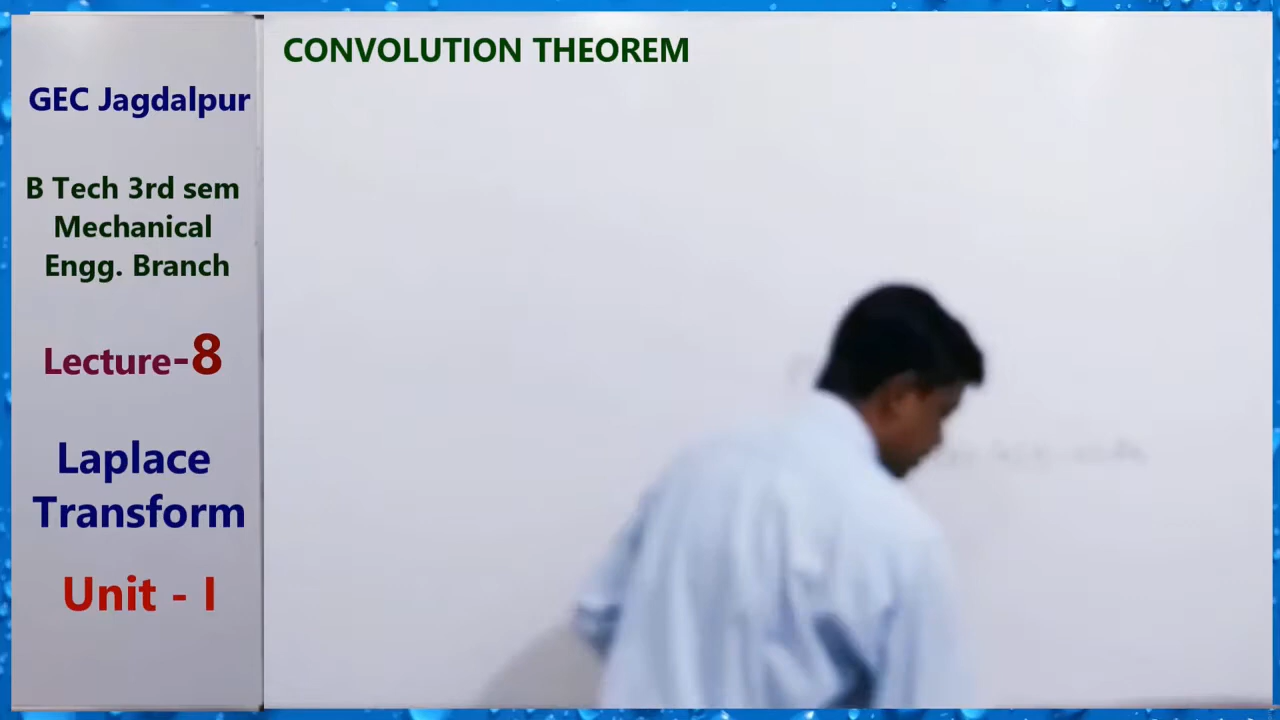 CONVOLUTION THEOREM
GEC Jagdalpur
B Tech 3rd sem
Mechanical
Engg. Branch
Lecture-8
Laplace
Transform
Unit - I